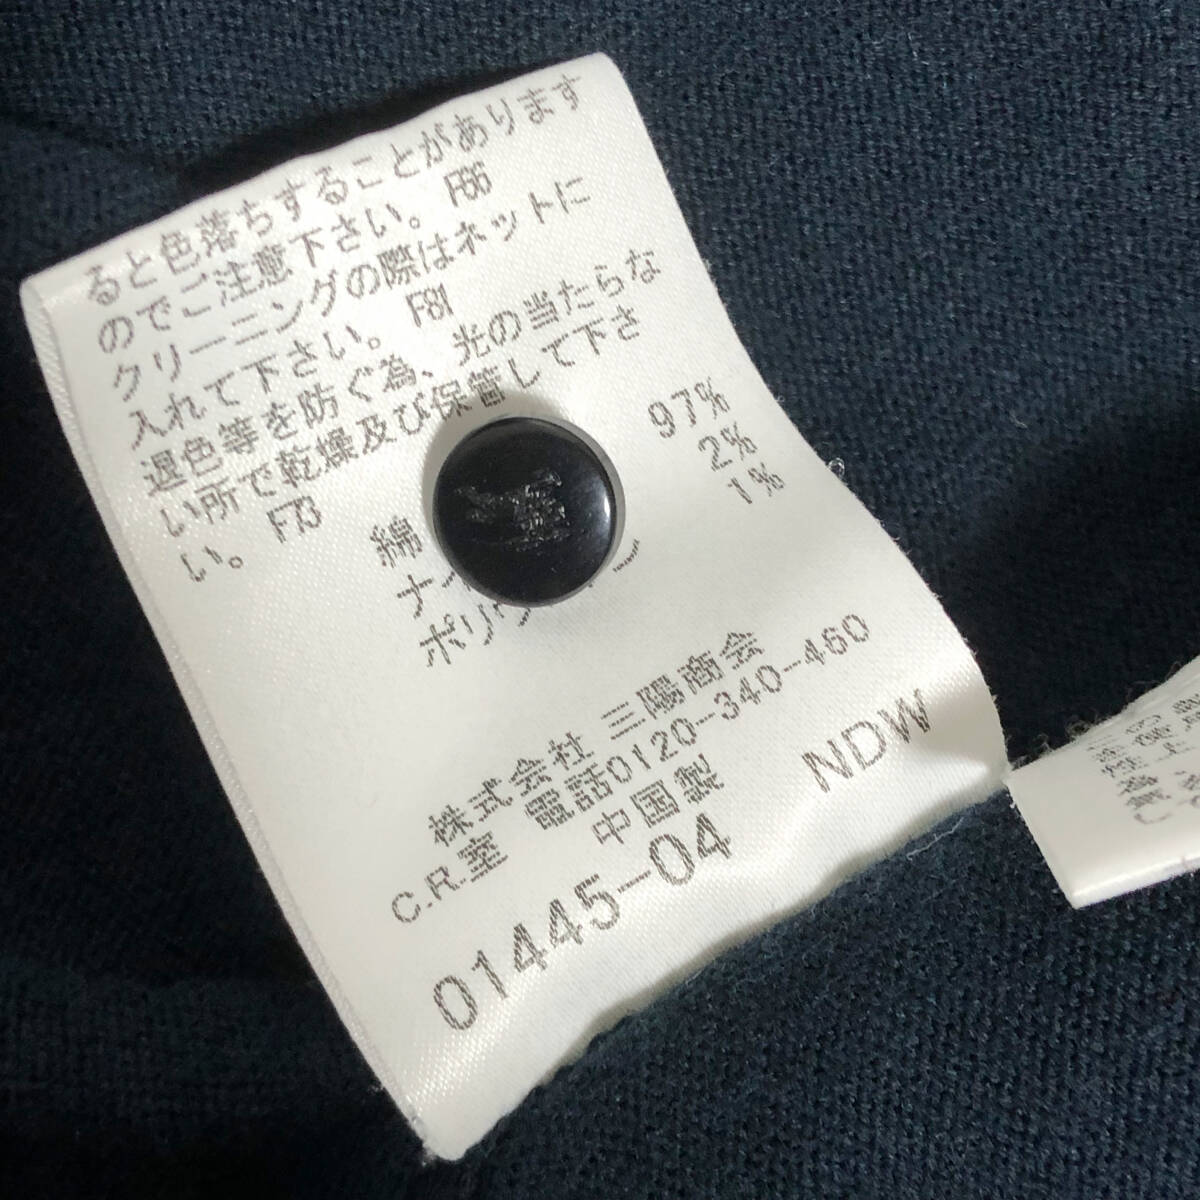 ると色落ちすることがあります
のでご注意下さい。 F66
クリーニングの際はネットに
入れて下さい。 F81
退色等を防ぐ為、光の当たらな
い所で乾燥及び保管して下さ
い。 F73
綿 97%
2%
1%
株式会社 三陽商会
C.R.室 電話0120-340-460
中国製 NDW
01445-04